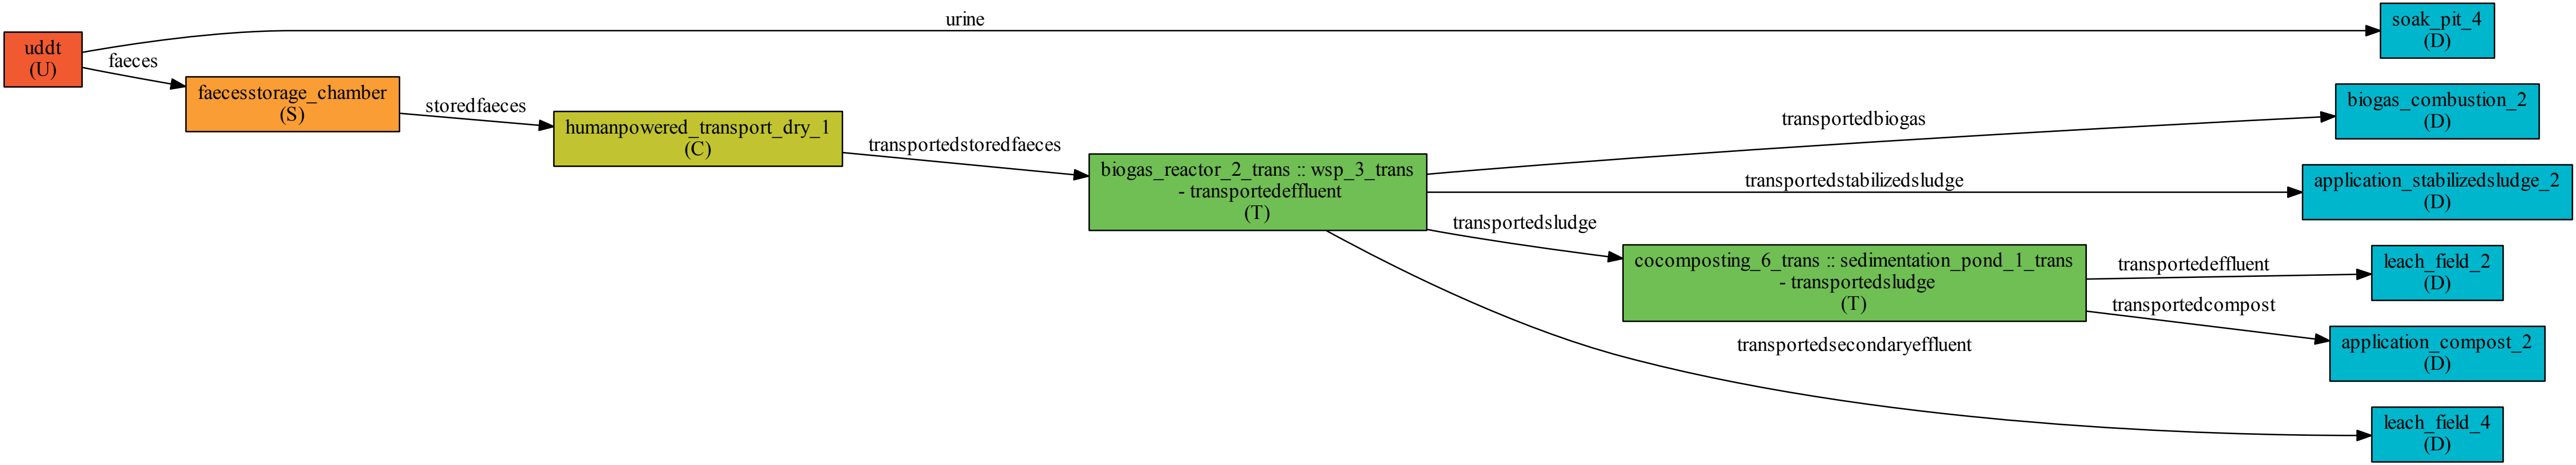 uddt
(U)
urine
faeces
faecesstorage_chamber
(S)
storedfaeces
humanpowered_transport_dry_1
(C)
transportedstoredfaeces
biogas_reactor_2_trans :: wsp_3_trans
- transportedeffluent
(T)
transportedbiogas
transportedstabilizedsludge
transportedsludge
transportedsecondaryeffluent
cocomposting_6_trans :: sedimentation_pond_1_trans
- transportedsludge
(T)
transportedeffluent
transportedcompost
soak_pit_4
(D)
biogas_combustion_2
(D)
application_stabilizedsludge_2
(D)
leach_field_2
(D)
application_compost_2
(D)
leach_field_4
(D)